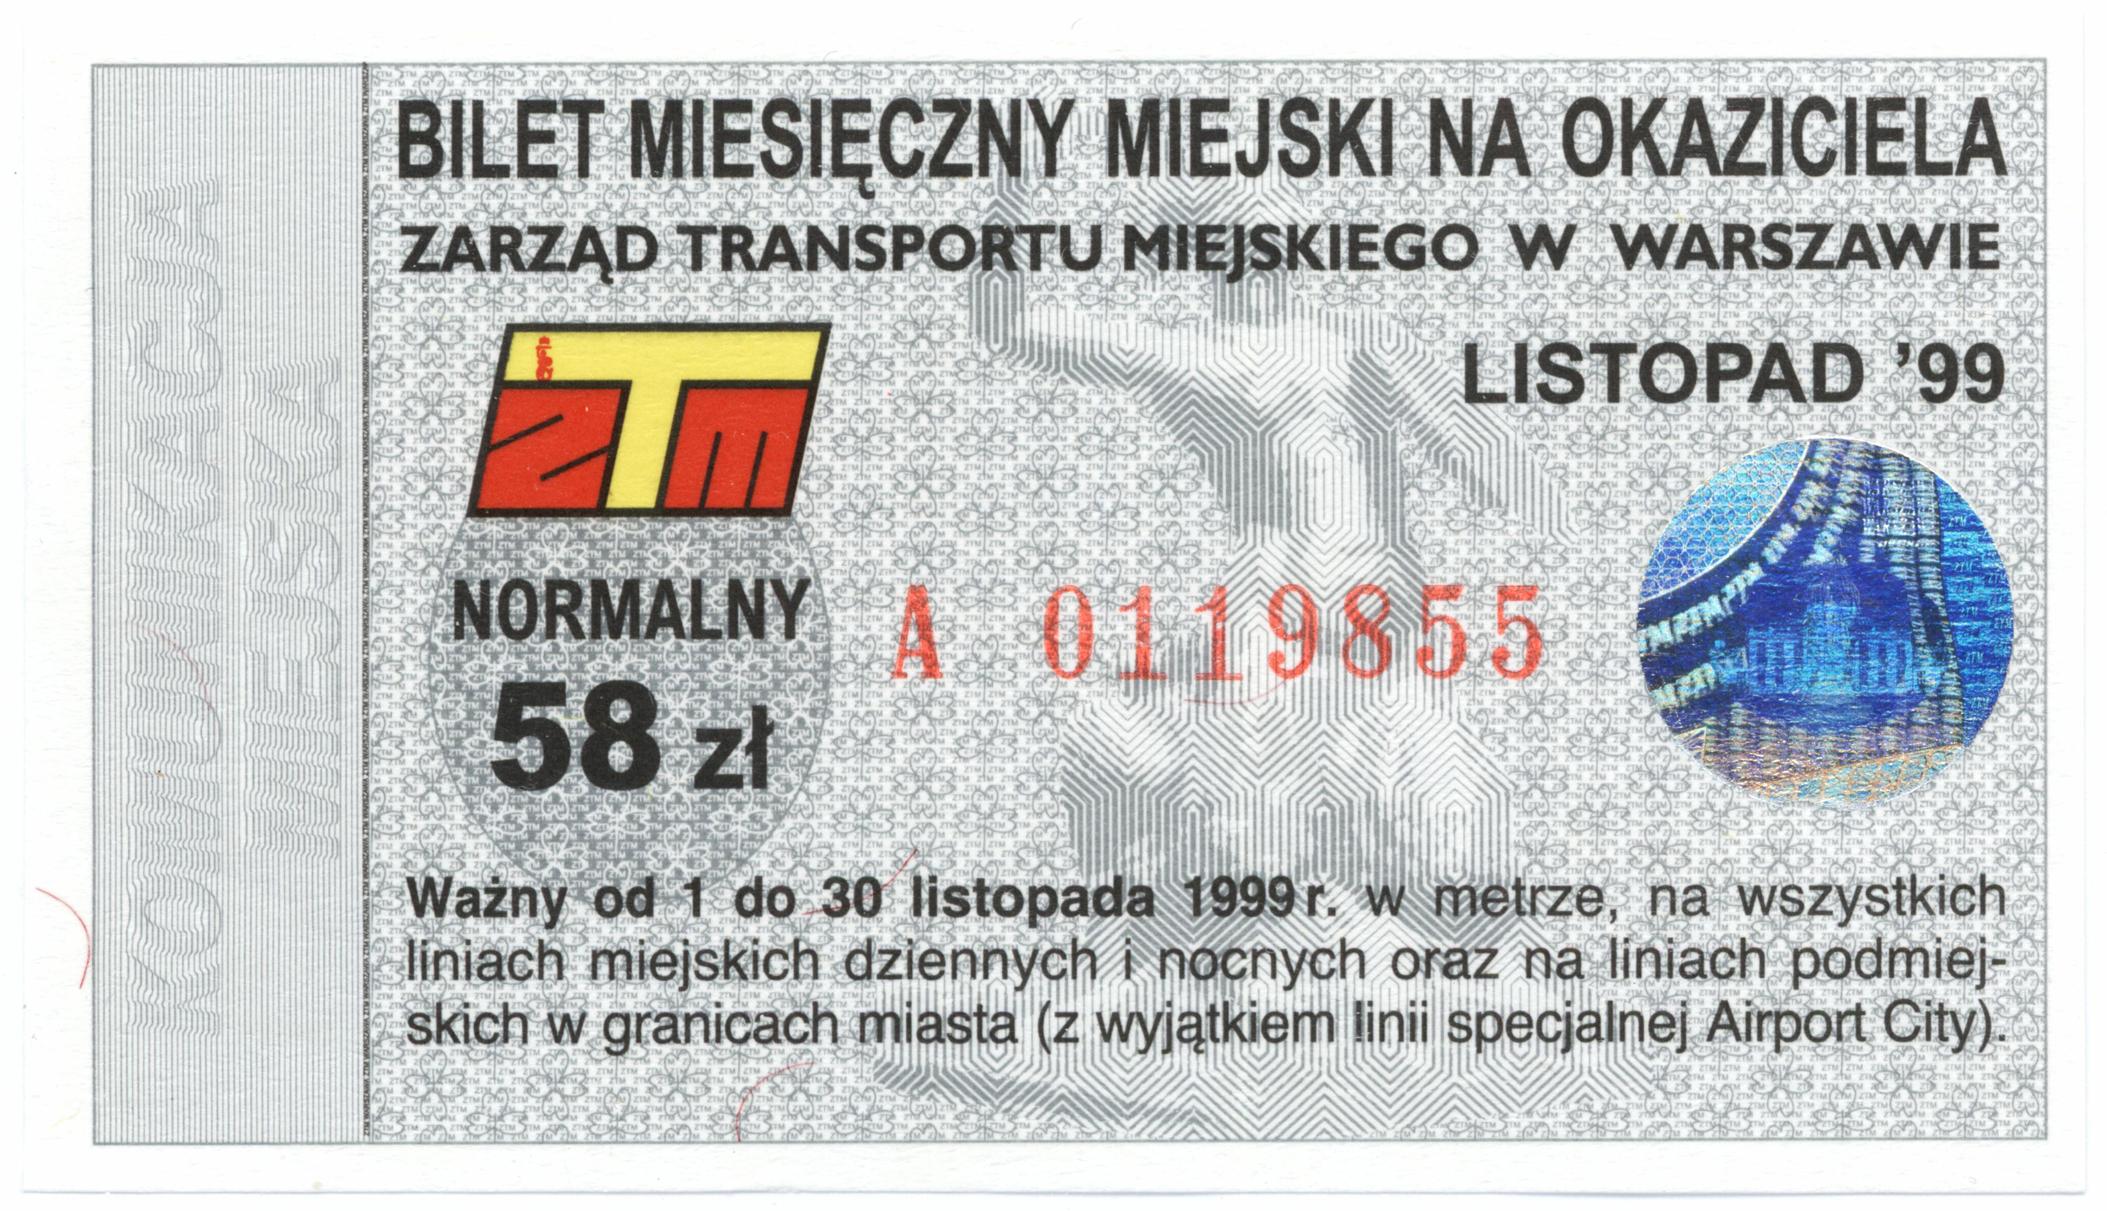 BILET MIESIĘCZNY MIEJSKI NA OKAZICIELA
ZARZĄD TRANSPORTU MIEJSKIEGO W WARSZAWIE
LISTOPAD ’99
ZTM
NORMALNY
58 zł
A 0119855
Ważny od 1 do 30 listopada 1999 r. w metrze, na wszystkich
liniach miejskich dziennych i nocnych oraz na liniach podmiej-
skich w granicach miasta (z wyjątkiem linii specjalnej Airport City).
KOMUNIKACJA
MIEJSKA